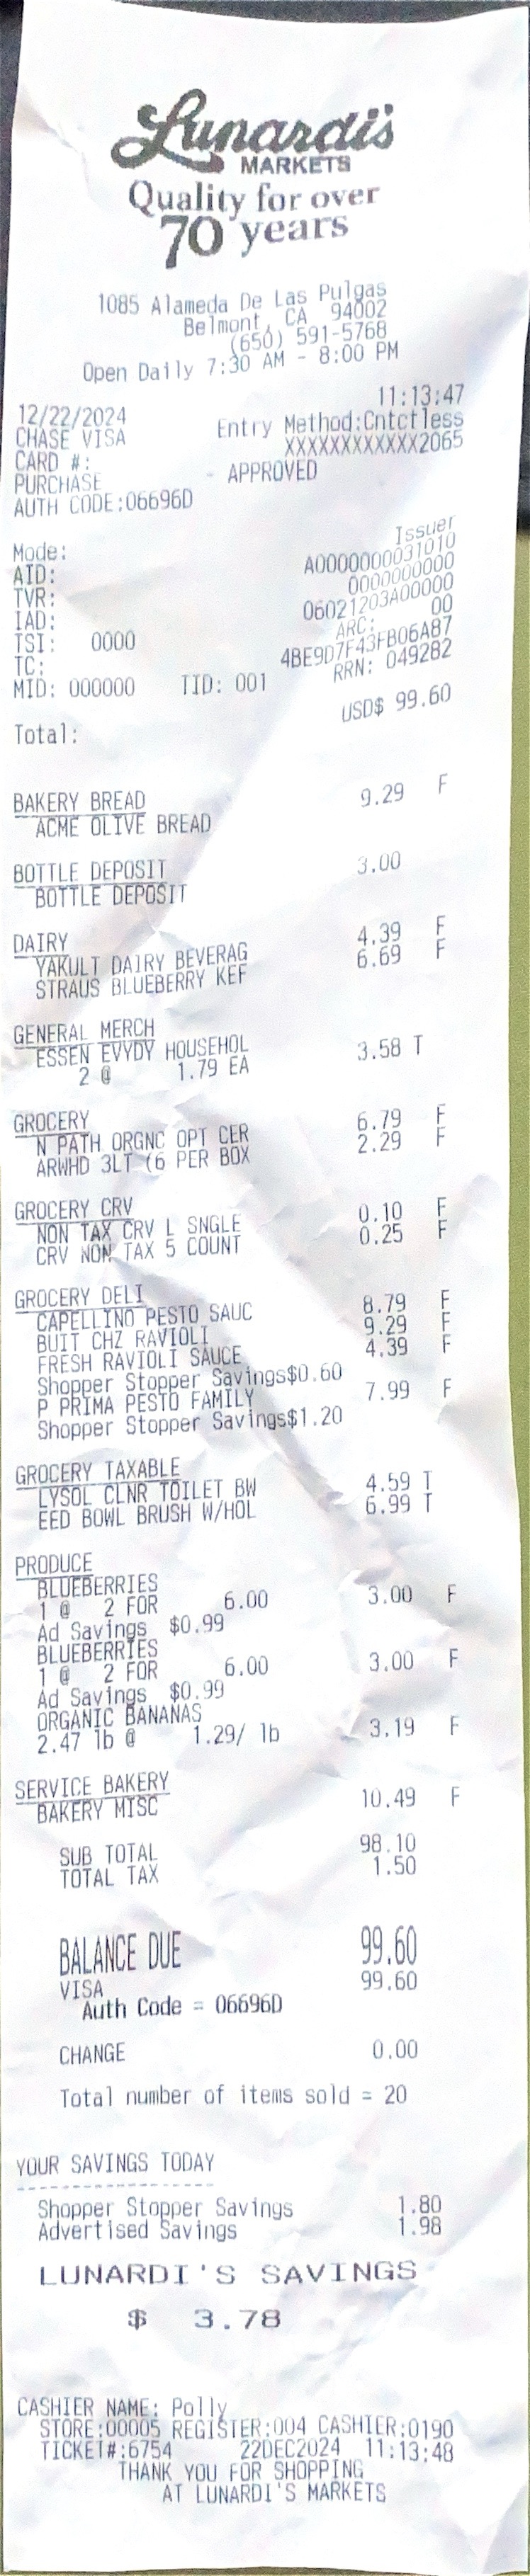 Lunardi's
MARKETS
Quality for over
70 years
1085 Alameda De Las Pulgas
Belmont, CA 94002
(650) 591-5768
Open Daily 7:30 AM - 8:00 PM
12/22/2024 11:13:47
CHASE VISA Entry Method:Cntctless
CARD #: XXXXXXXXXXXX2065
PURCHASE - APPROVED
AUTH CODE:06696D
Mode: Issuer
AID: A0000000031010
TVR: 0000000000
IAD: 06021203A00000
TSI: 0000 ARC: 00
TC: 4BE9D7F43FB06A87
MID: 000000 TID: 001 RRN: 049282
Total: USD$ 99.60
BAKERY BREAD
ACME OLIVE BREAD 9.29 F
BOTTLE DEPOSIT
BOTTLE DEPOSIT 3.00
DAIRY
YAKULT DAIRY BEVERAG 4.39 F
STRAUS BLUEBERRY KEF 6.69 F
GENERAL MERCH
ESSEN EVYDY HOUSEHOL
2 @ 1.79 EA 3.58 T
GROCERY
N PATH ORGNC OPT CER 6.79 F
ARWHD 3LT (6 PER BOX 2.29 F
GROCERY CRV
NON TAX CRV L SNGLE 0.10 F
CRV NON TAX 5 COUNT 0.25 F
GROCERY DELI
CAPELLINO PESTO SAUC 8.79 F
BUIT CHZ RAVIOLI 9.29 F
FRESH RAVIOLI SAUCE 4.39 F
Shopper Stopper Savings$0.60
P PRIMA PESTO FAMILY 7.99 F
Shopper Stopper Savings$1.20
GROCERY TAXABLE
LYSOL CLNR TOILET BW 4.59 T
EED BOWL BRUSH W/HOL 6.99 T
PRODUCE
BLUEBERRIES
1 @ 2 FOR 6.00 3.00 F
Ad Savings $0.99
BLUEBERRIES
1 @ 2 FOR 6.00 3.00 F
Ad Savings $0.99
ORGANIC BANANAS
2.47 lb @ 1.29/ lb 3.19 F
SERVICE BAKERY
BAKERY MISC 10.49 F
SUB TOTAL 98.10
TOTAL TAX 1.50
BALANCE DUE 99.60
VISA 99.60
Auth Code = 06696D
CHANGE 0.00
Total number of items sold = 20
YOUR SAVINGS TODAY
------------------
Shopper Stopper Savings 1.80
Advertised Savings 1.98
LUNARDI'S SAVINGS
$ 3.78
CASHIER NAME: Polly
STORE:00005 REGISTER:004 CASHIER:0190
TICKET#:6754 22DEC2024 11:13:48
THANK YOU FOR SHOPPING
AT LUNARDI'S MARKETS